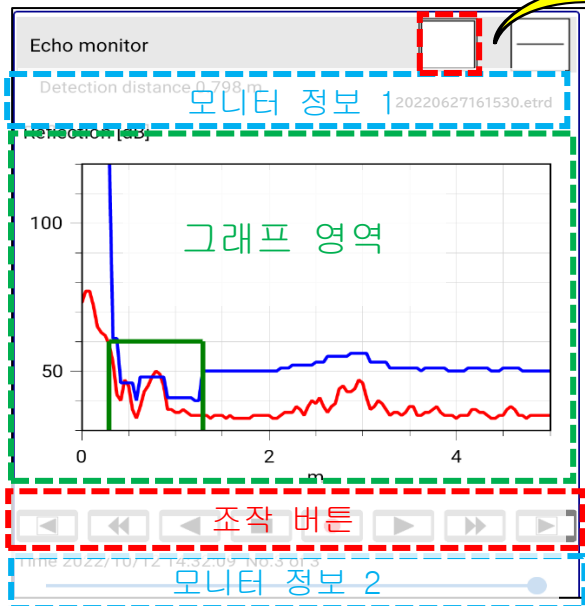 Echo monitor
Detection distance 0.798 m
모니터 정보 1
20220627161530.etrd
Reflection [dB]
그래프 영역
100
50
0 2 4
m
조작 버튼
Time 2022/10/12 14:32:09 No.3 of 3
모니터 정보 2